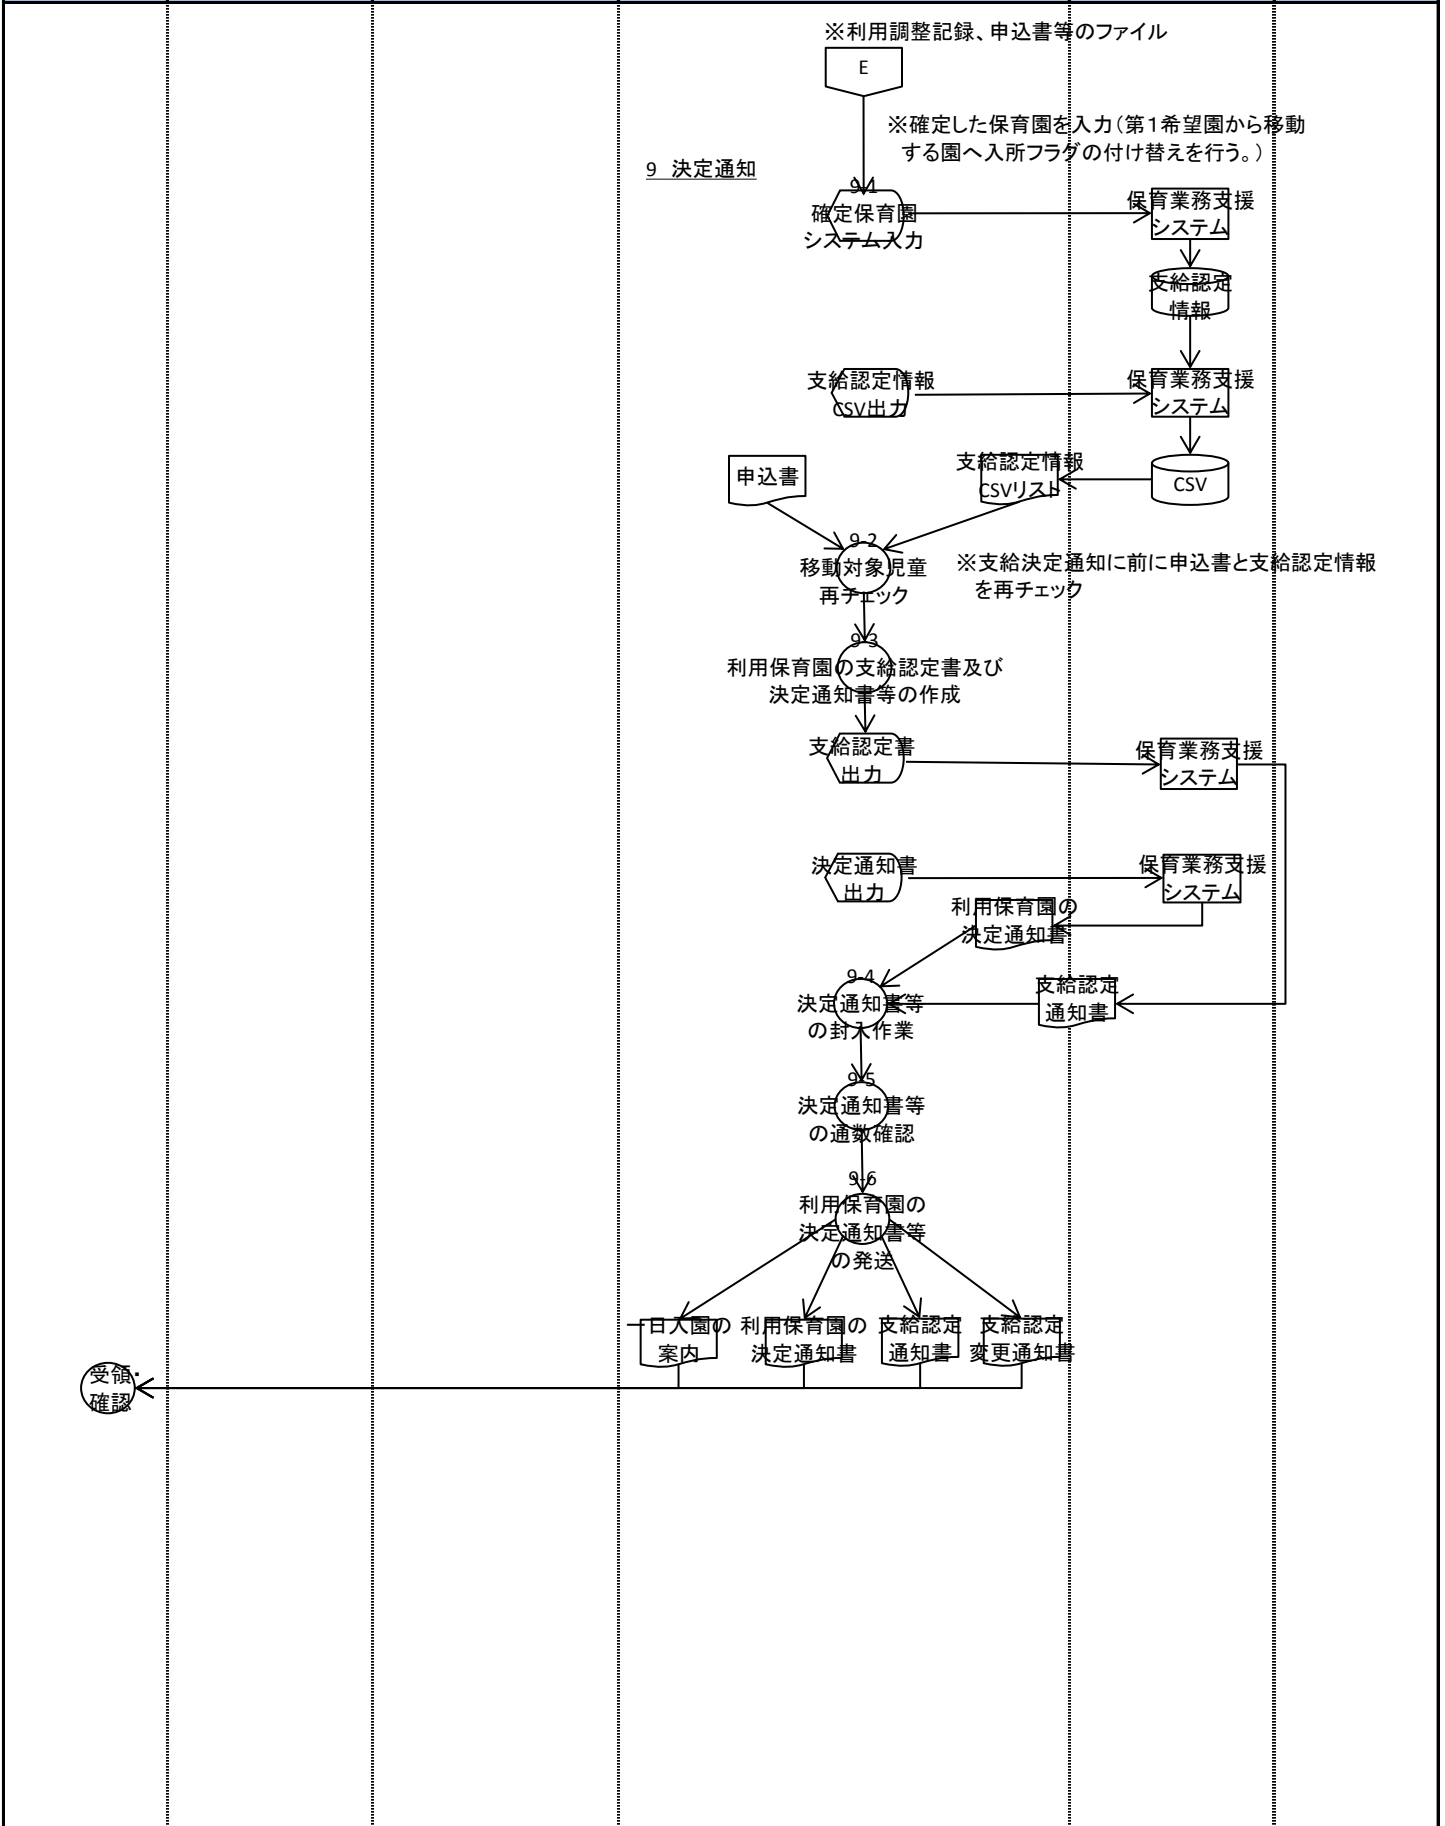 ※利用調整記録、申込書等のファイル
E
※確定した保育園を入力(第1希望園から移動
する園へ入所フラグの付け替えを行う。)
9 決定通知
9-1
確定保育園
システム入力
保育業務支援
システム
支給認定
情報
支給認定情報
CSV出力
保育業務支援
システム
申込書
支給認定情報
CSVリスト
CSV
9-2
移動対象児童
再チェック
※支給決定通知に前に申込書と支給認定情報
を再チェック
9-3
利用保育園の支給認定書及び
決定通知書等の作成
支給認定書
出力
保育業務支援
システム
決定通知書
出力
保育業務支援
システム
利用保育園の
決定通知書
9-4
決定通知書等
の封入作業
支給認定
通知書
9-5
決定通知書等
の通数確認
9-6
利用保育園の
決定通知書等
の発送
一日入園の
案内
利用保育園の
決定通知書
支給認定
通知書
支給認定
変更通知書
受領・
確認